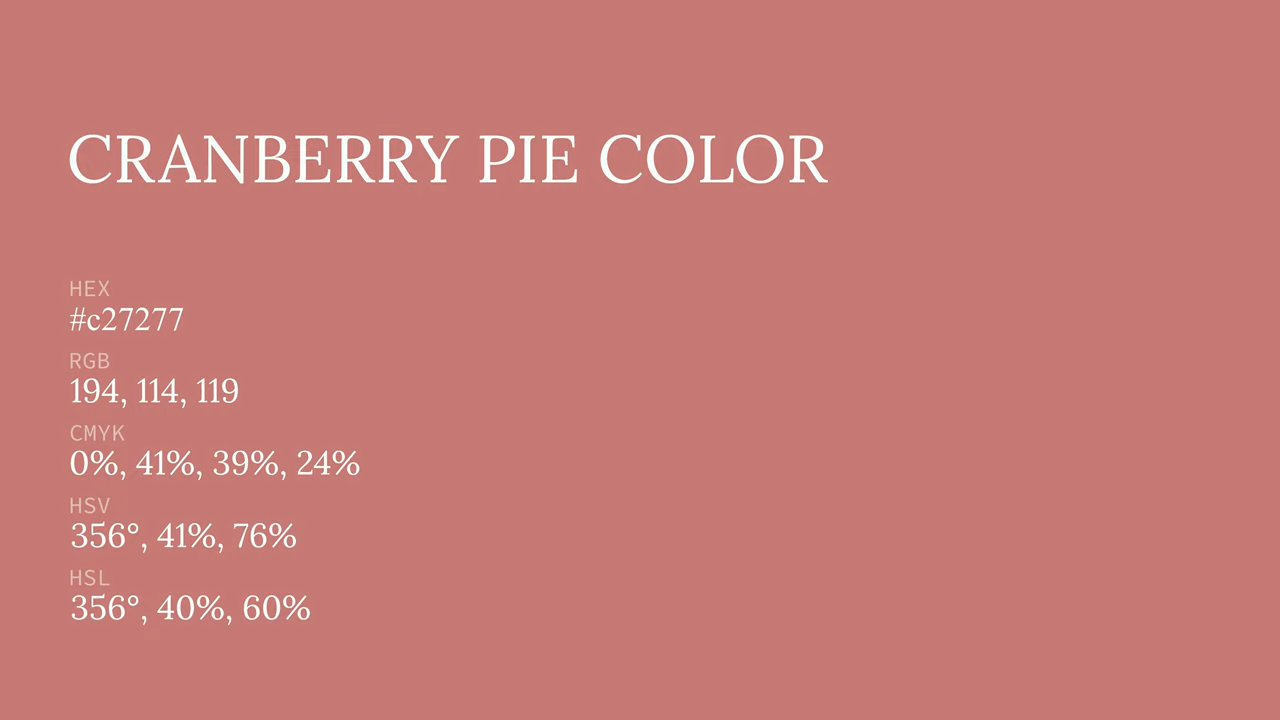 CRANBERRY PIE COLOR
HEX
#c27277
RGB
194, 114, 119
CMYK
0%, 41%, 39%, 24%
HSV
356°, 41%, 76%
HSL
356°, 40%, 60%